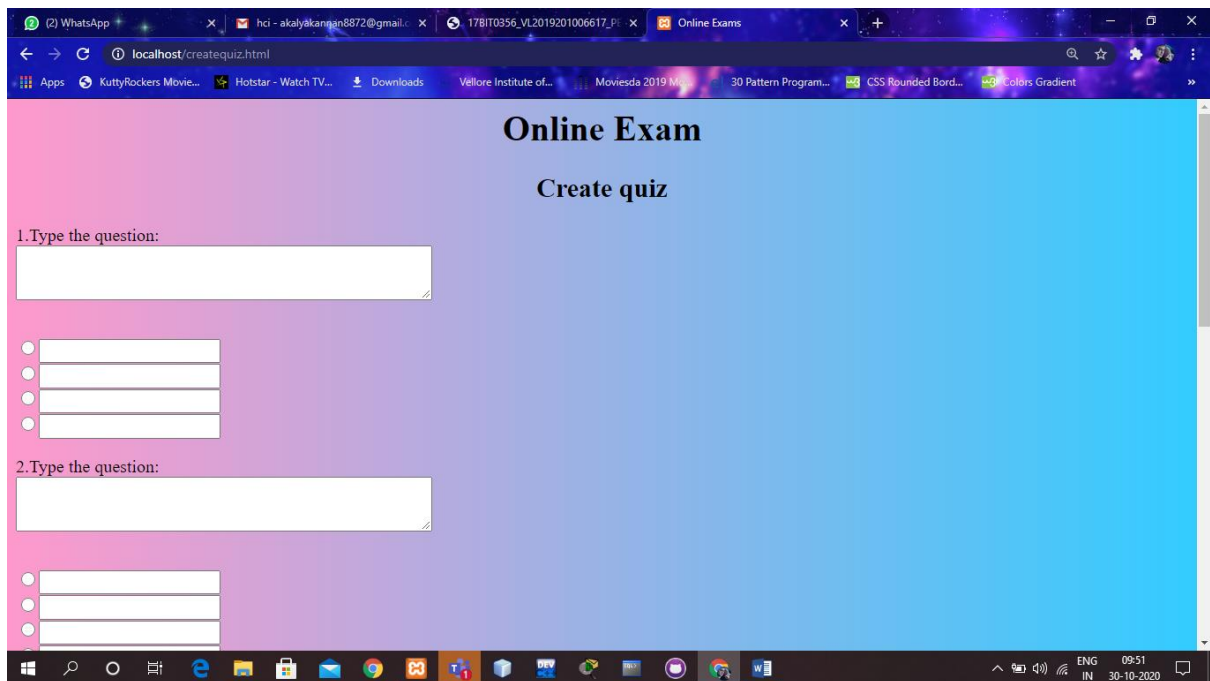 (2) WhatsApp
hci - akalyakannan8872@gmail.c
17BIT0356_VL2019201006617_PE
Online Exams
localhost/createquiz.html
Apps
KuttyRockers Movie...
Hotstar - Watch TV...
Downloads
Vellore Institute of...
Moviesda 2019
30 Pattern Program...
CSS Rounded Bord...
Colors Gradient
Online Exam
Create quiz
1.Type the question:
2.Type the question:
ENG
IN
09:51
30-10-2020